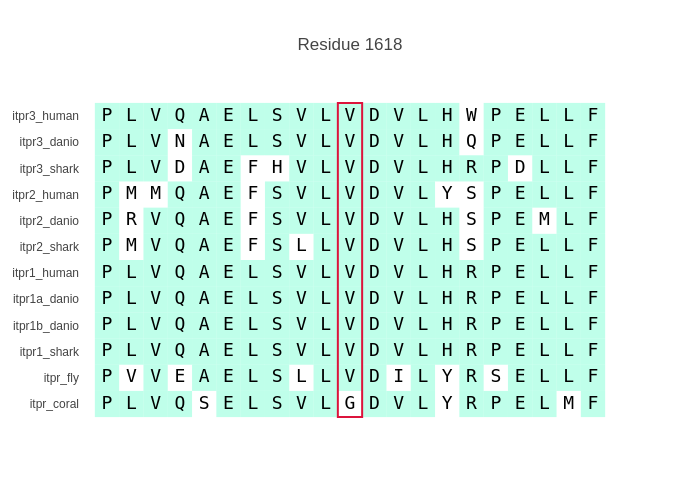 Residue 1618
itpr3_human P L V Q A E L S V L V D V L H W P E L L F
itpr3_danio P L V N A E L S V L V D V L H Q P E L L F
itpr3_shark P L V D A E F H V L V D V L H R P D L L F
itpr2_human P M M Q A E F S V L V D V L Y S P E L L F
itpr2_danio P R V Q A E F S V L V D V L H S P E M L F
itpr2_shark P M V Q A E F S L L V D V L H S P E L L F
itpr1_human P L V Q A E L S V L V D V L H R P E L L F
itpr1a_danio P L V Q A E L S V L V D V L H R P E L L F
itpr1b_danio P L V Q A E L S V L V D V L H R P E L L F
itpr1_shark P L V Q A E L S V L V D V L H R P E L L F
itpr_fly P V V E A E L S L L V D I L Y R S E L L F
itpr_coral P L V Q S E L S V L G D V L Y R P E L M F